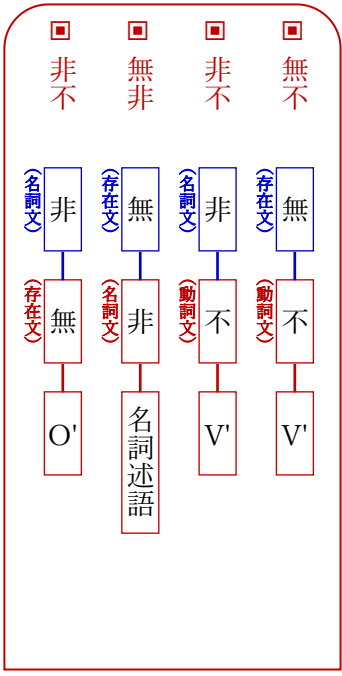 ▣ 無不
無 不 V'
(存在文) (動詞文)
▣ 非不
非 不 V'
(名詞文) (動詞文)
▣ 無非
無 非 名詞述語
(存在文) (名詞文)
▣ 非不
非 無 O'
(名詞文) (存在文)